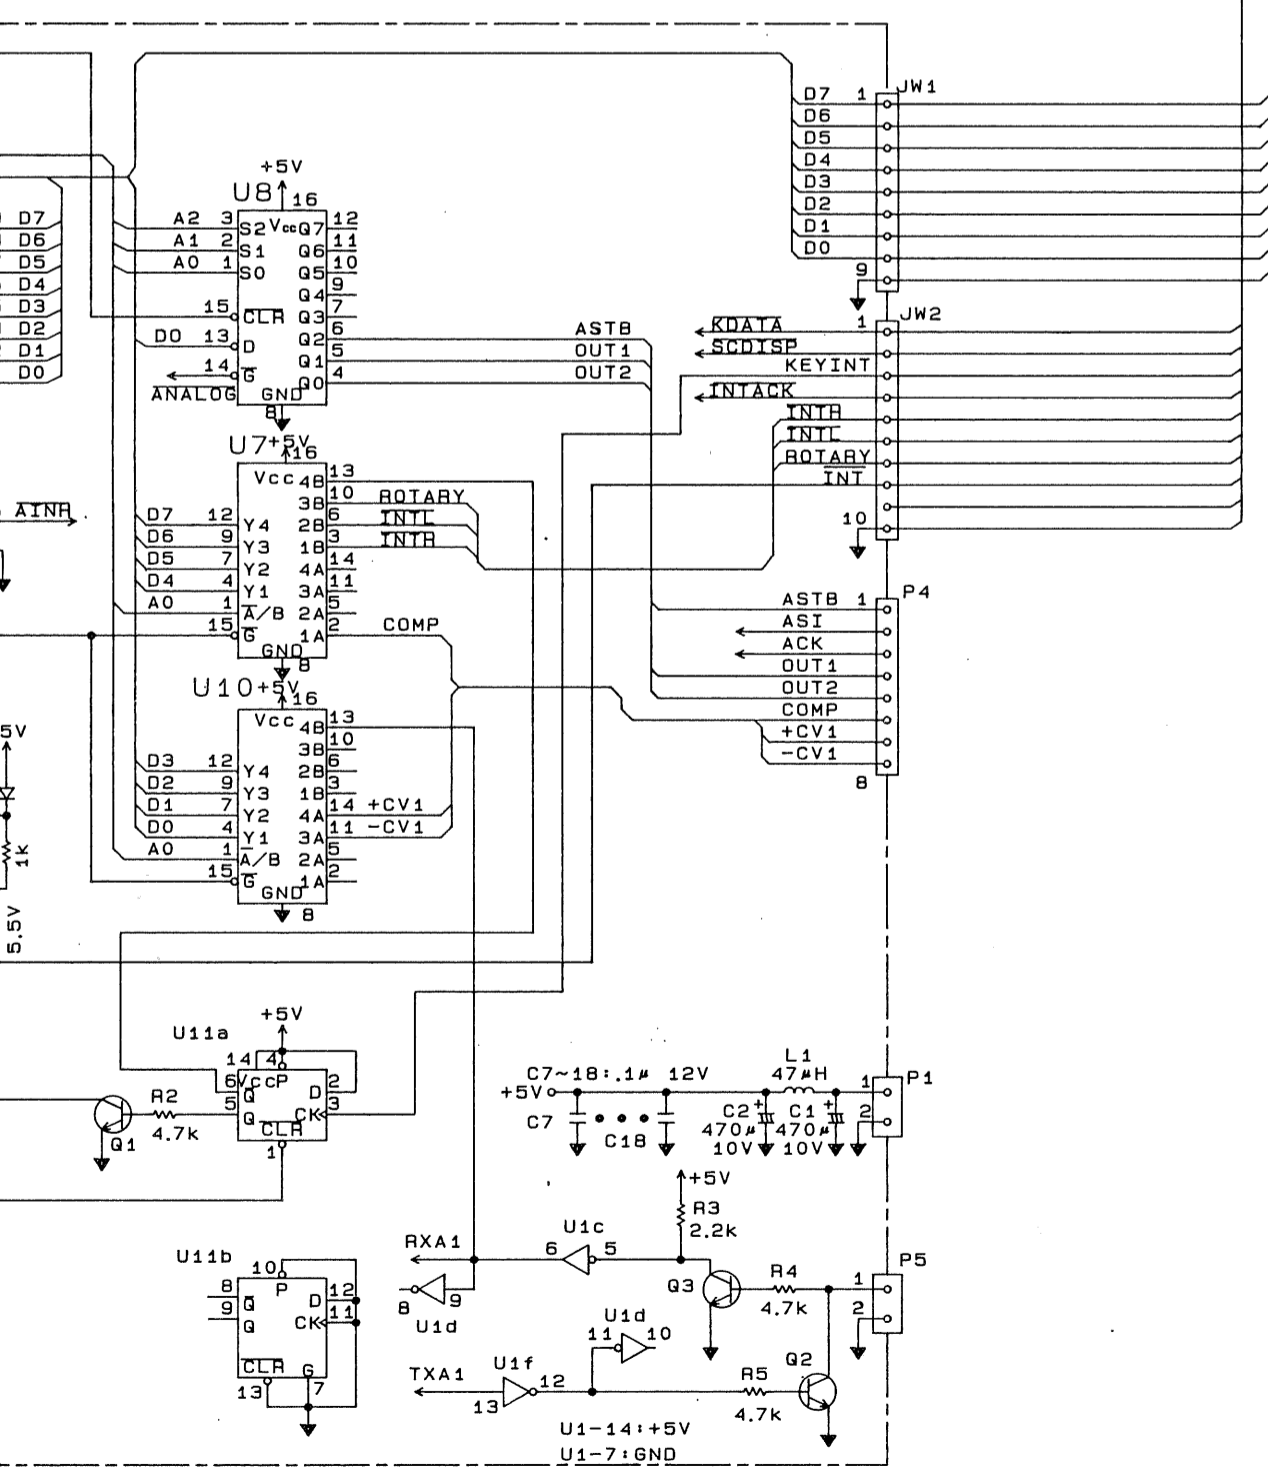 JW1
D7 1
D6
D5
D4
D3
D2
D1
D0
9
+5V
U8
16
A2 3 S2 Vcc Q7 12
A1 2 S1 Q6 11
A0 1 S0 Q5 10
Q4 9
15 CLR Q3 7
Q2 6 ASTB
D0 13 D Q1 5 OUT1
14 G Q0 4 OUT2
ANALOG GND
8
D7
D6
D5
D4
D3
D2
D1
D0
JW2
KDATA 1
SCDISP
KEYINT
INTACK
INTR
INTL
ROTARY
INT
10
U7 +5V
16
Vcc 4B 13
3B 10 ROTARY
D7 12 Y4 2B 6 INTL
D6 9 Y3 1B 3 INTR
D5 7 Y2 4A 14
D4 4 Y1 3A 11
A0 1 A/B 2A 5
15 G 1A 2 COMP
GND 8
AINR
P4
ASTB 1
ASI
ACK
OUT1
OUT2
COMP
+CV1
-CV1
8
U10 +5V
16
Vcc 4B 13
3B 10
D3 12 Y4 2B 6
D2 9 Y3 1B 3
D1 7 Y2 4A 14 +CV1
D0 4 Y1 3A 11 -CV1
A0 1 A/B 2A 5
15 G 1A 2
GND 8
5V
1k
5.5V
+5V
U11a
14 4
6 Vcc P D 2
Q
5 Q CK 3
CLR
1
R2
4.7k
Q1
C7~18:.1µ 12V
+5V
C7
C18
L1
47µH
C2 +
470µ
10V
C1 +
470µ
10V
P1
1
2
+5V
R3
2.2k
U1c
RXA1 6 5
8 9
U1d
Q3
R4
4.7k
P5
1
2
U1d
11 10
TXA1 U1f
13 12
R5
4.7k
Q2
U11b
10
P
8 Q D 12
9 Q CK 11
CLR G
13 7
U1-14:+5V
U1-7:GND